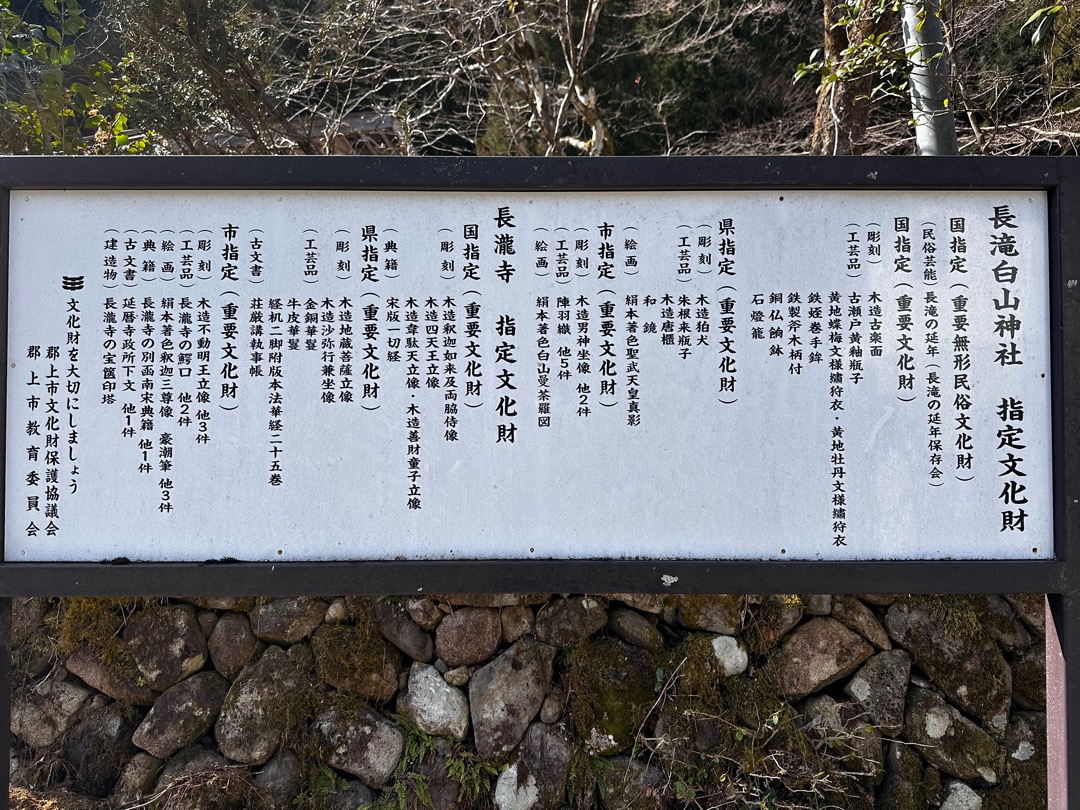 長滝白山神社 指定文化財
国指定(重要無形民俗文化財)
(民俗芸能)長滝の延年(長滝の延年保存会)
国指定(重要文化財)
(彫刻)木造古楽面
(工芸品)古瀬戸黄釉瓶子
黄地蝶梅文様繡狩衣・黄地牡丹文様繡狩衣
鉄蛭巻手鉾
鉄製斧木柄付
銅仏餉鉢
石燈籠
県指定(重要文化財)
(彫刻)木造狛犬
(工芸品)朱根来瓶子
木造唐櫃
和鏡
(絵画)絹本著色聖武天皇真影
市指定(重要文化財)
(彫刻)木造男神坐像 他2件
(工芸品)陣羽織 他5件
(絵画)絹本著色白山曼荼羅図
長瀧寺 指定文化財
国指定(重要文化財)
(彫刻)木造釈迦如来及両脇侍像
木造四天王立像
木造韋駄天立像・木造善財童子立像
(典籍)宋版一切経
県指定(重要文化財)
(彫刻)木造地蔵菩薩立像
木造沙弥行兼坐像
(工芸品)金銅華鬘
牛皮華鬘
経机二脚附版本法華経二十五巻
(古文書)荘厳講執事帳
市指定(重要文化財)
(彫刻)木造不動明王立像 他3件
(工芸品)長瀧寺の鰐口 他2件
(絵画)絹本著色釈迦三尊像 豪潮筆 他3件
(典籍)長瀧寺の別函南宋典籍 他1件
(古文書)延暦寺政所下文 他1件
(建造物)長瀧寺の宝篋印塔
文化財を大切にしましょう
郡上市文化財保護協議会
郡上市教育委員会